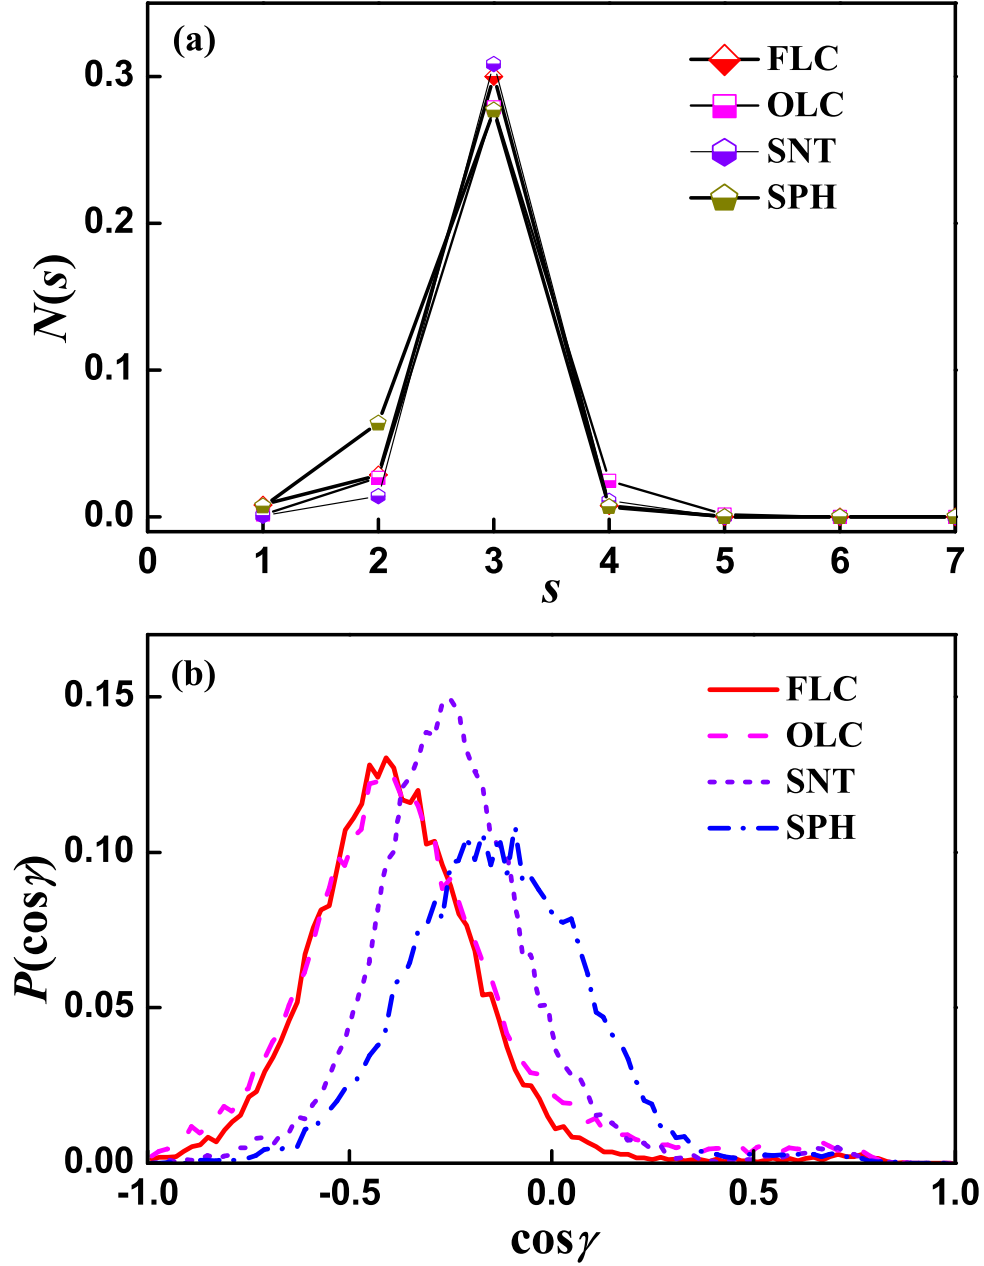 (a)
FLC
OLC
SNT
SPH
0.3
0.2
0.1
0.0
N(s)
0 1 2 3 4 5 6 7
s
(b)
FLC
OLC
SNT
SPH
0.15
0.10
0.05
0.00
P(cosγ)
-1.0 -0.5 0.0 0.5 1.0
cosγ